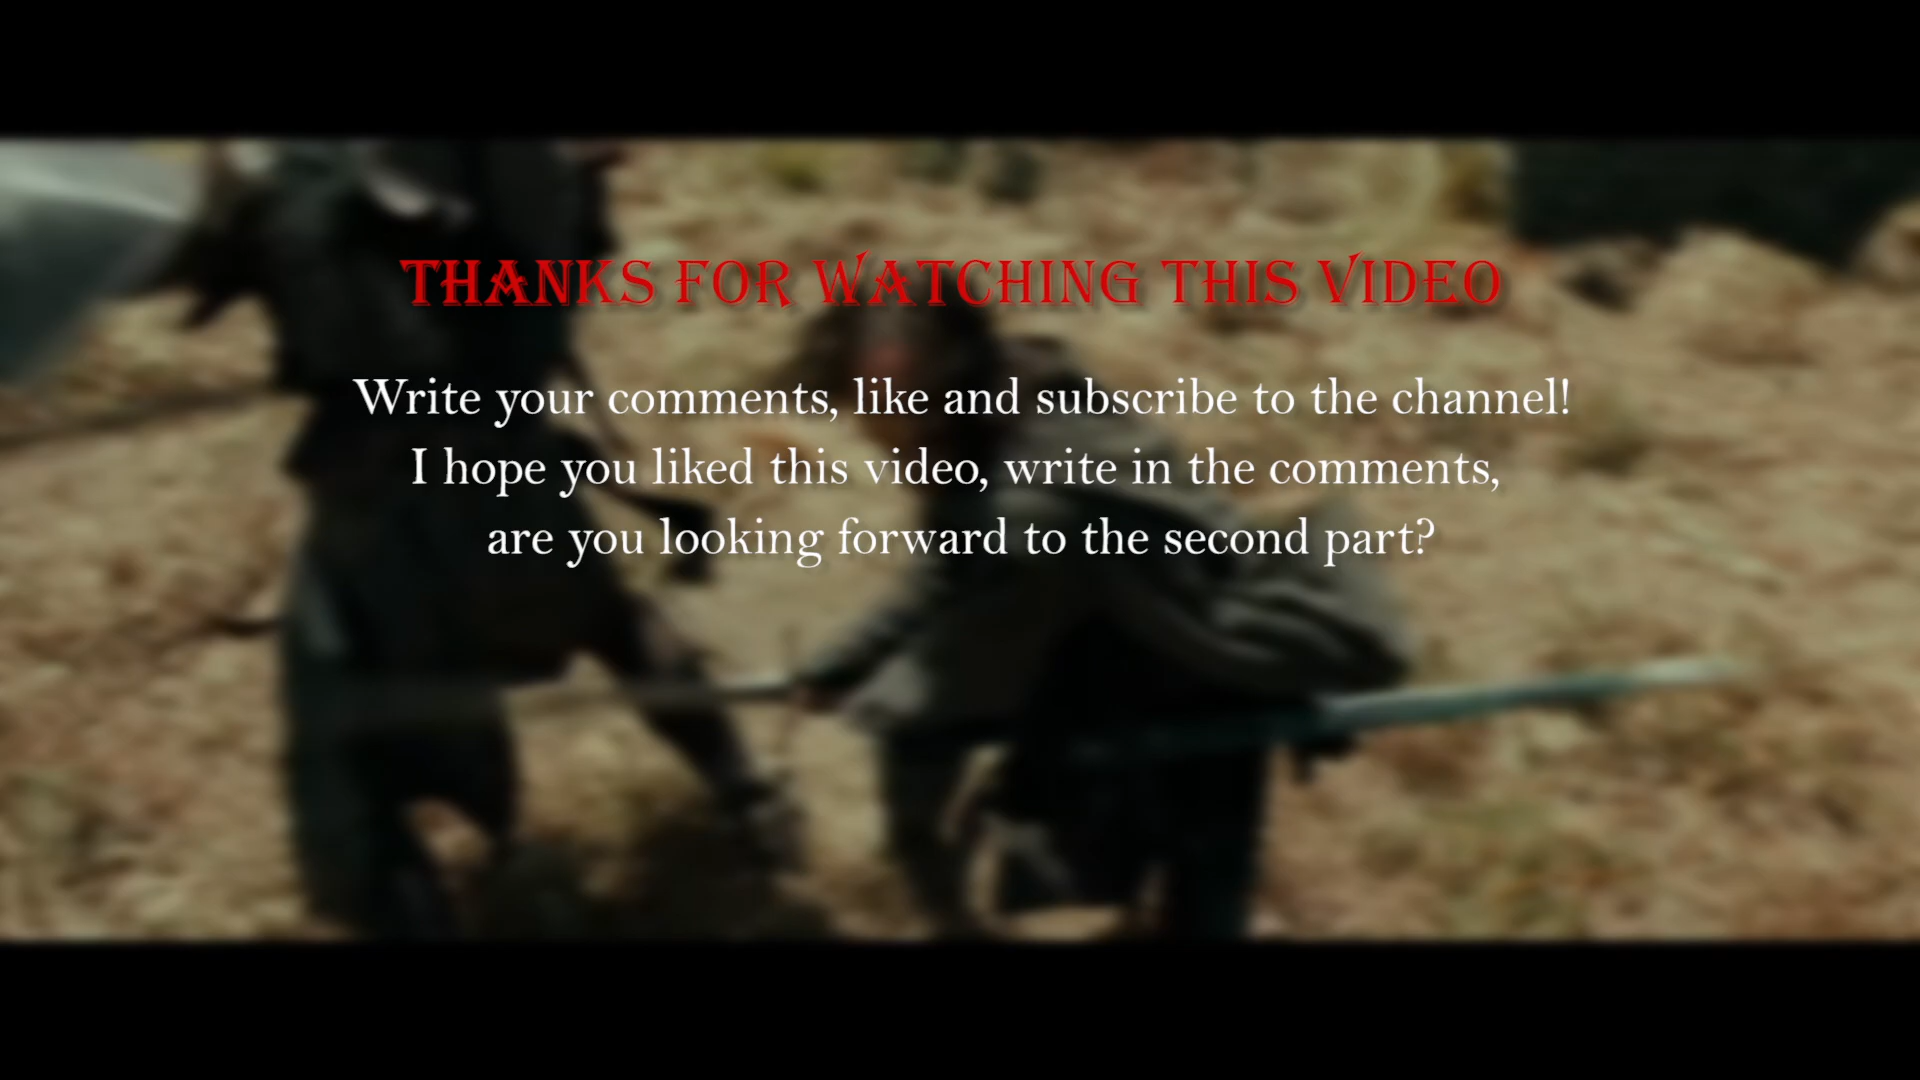 THANKS FOR WATCHING THIS VIDEO
Write your comments, like and subscribe to the channel!
I hope you liked this video, write in the comments,
are you looking forward to the second part?